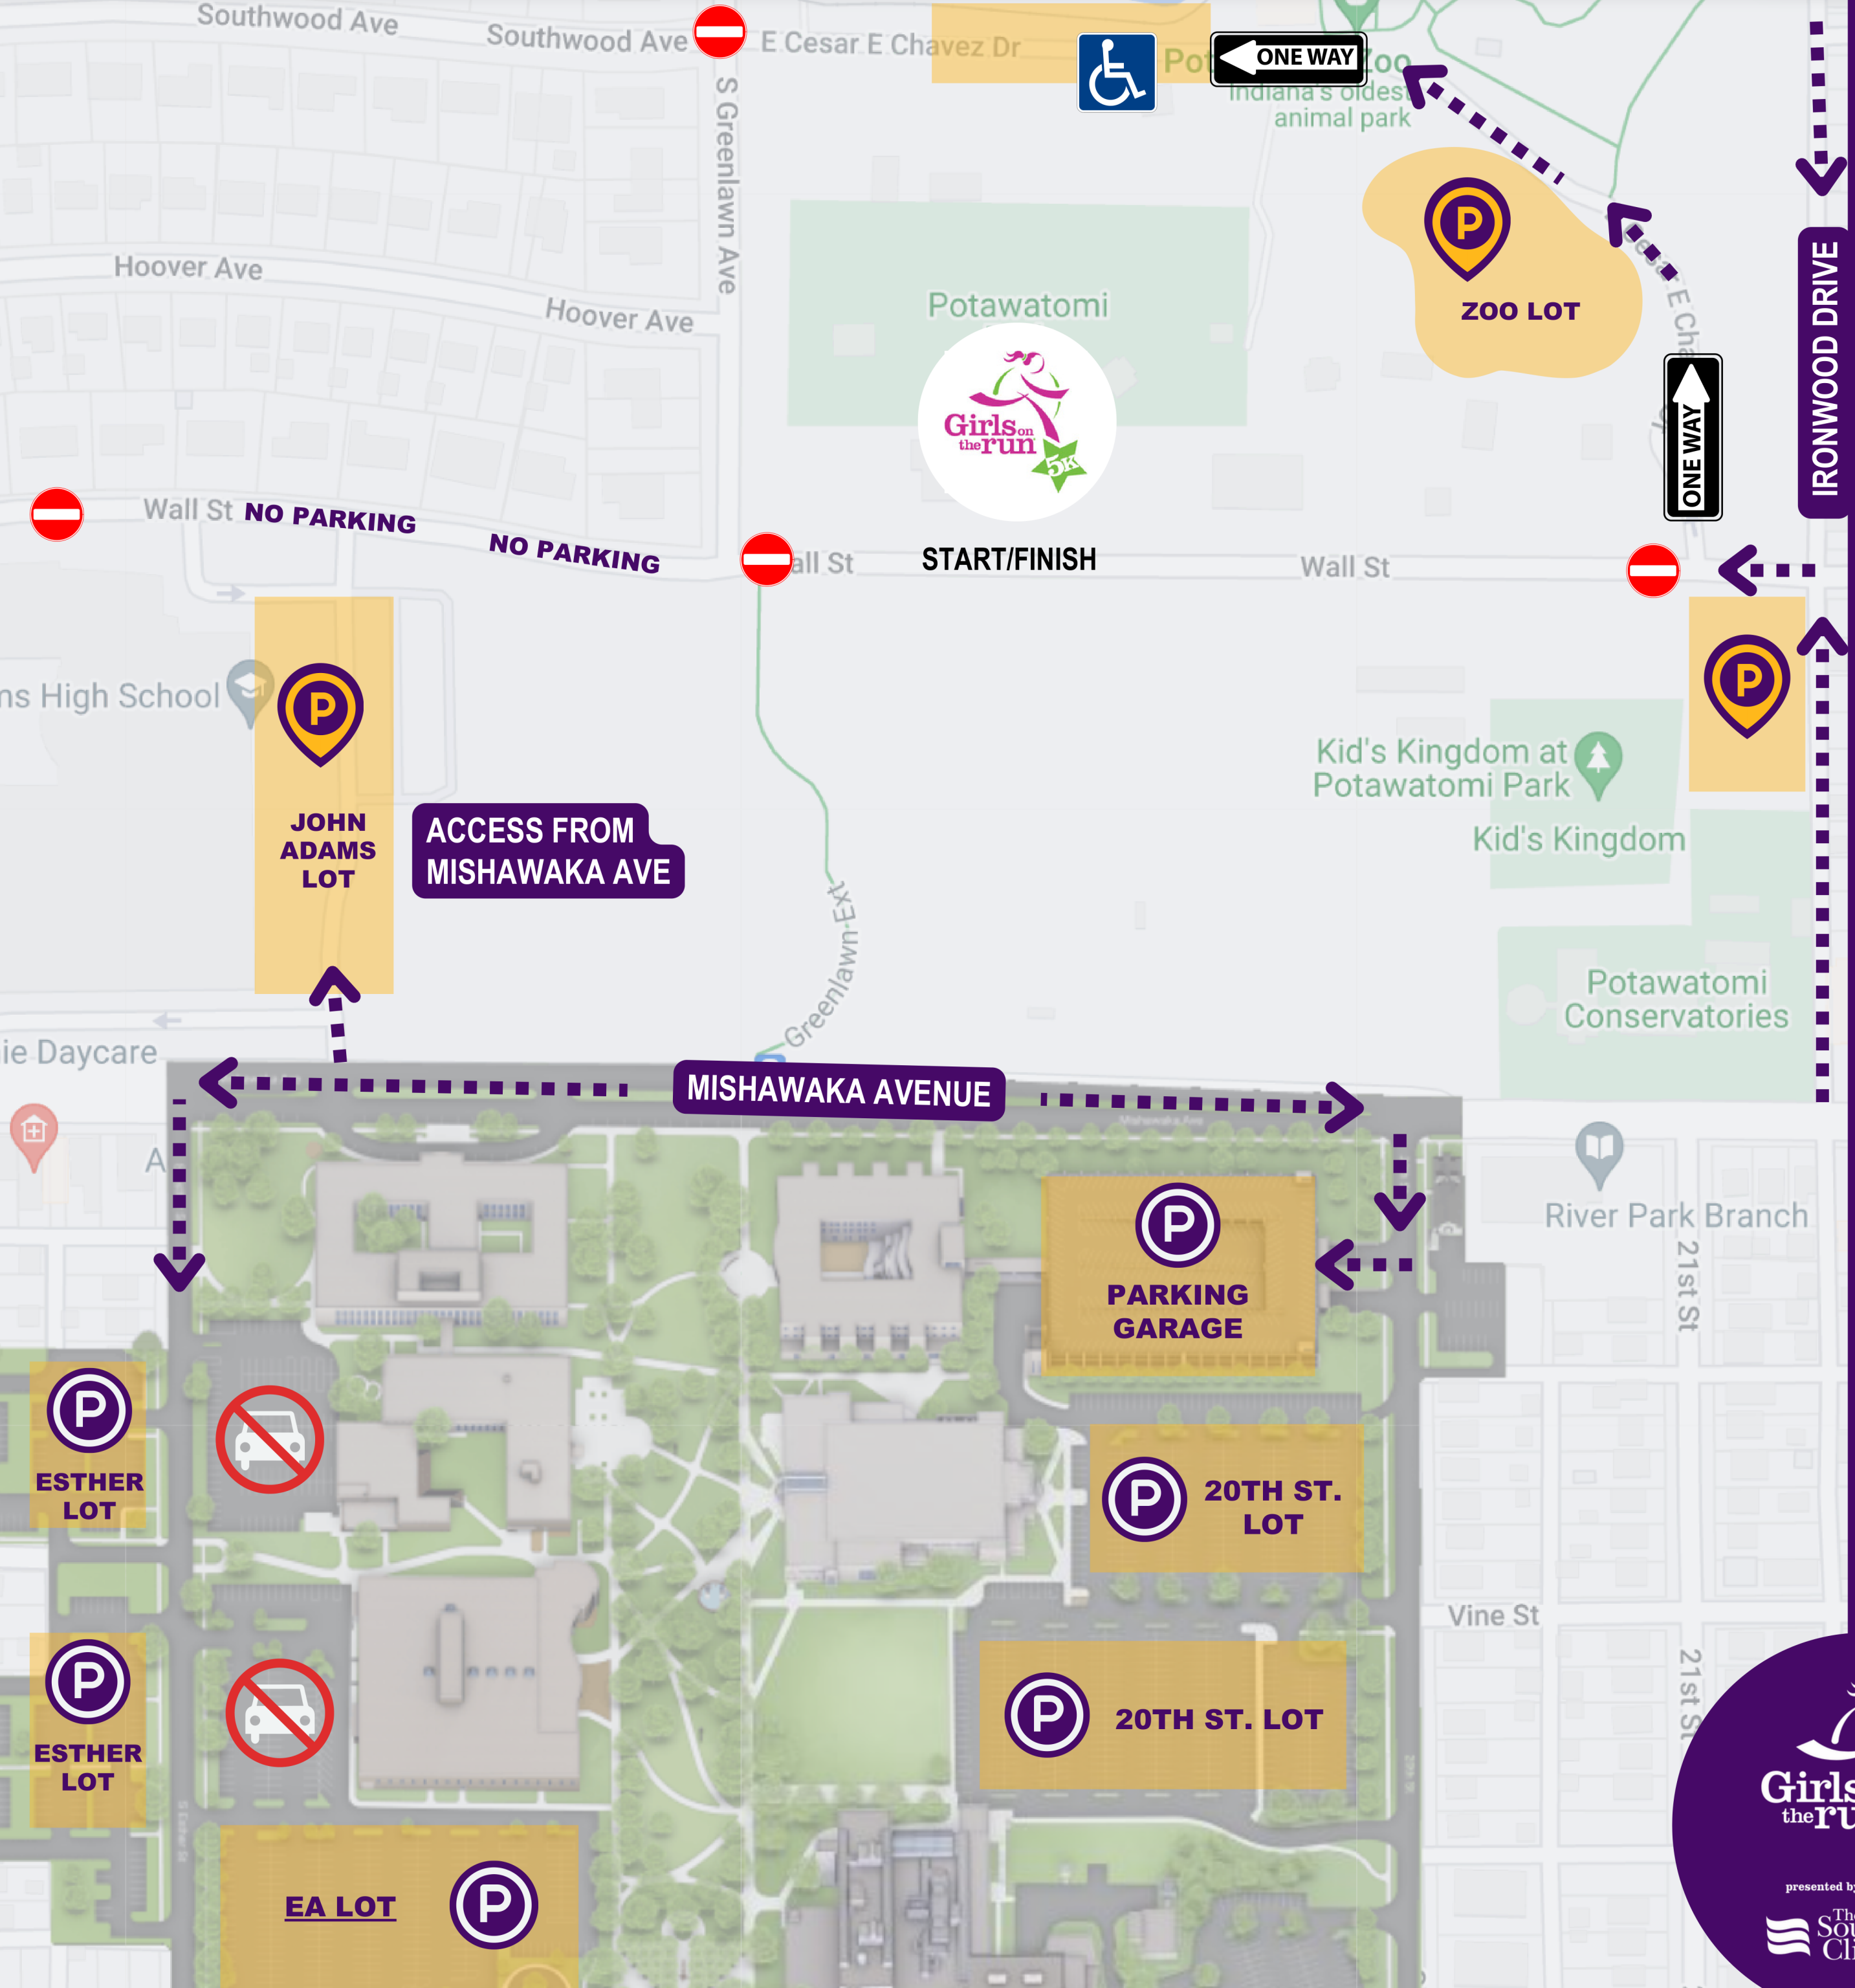 Southwood Ave
Southwood Ave
E Cesar E Chavez Dr
ONE WAY
Zoo
Indiana's oldest
animal park
S Greenlawn Ave
P
ZOO LOT
IRONWOOD DRIVE
Hoover Ave
Hoover Ave
Potawatomi
Girls on
the run
5K
ONE WAY
Wall St
NO PARKING
NO PARKING
START/FINISH
Wall St
P
P
High School
JOHN
ADAMS
LOT
ACCESS FROM
MISHAWAKA AVE
Kid's Kingdom at
Potawatomi Park
Kid's Kingdom
Greenlawn Ext
Potawatomi
Conservatories
Daycare
MISHAWAKA AVENUE
Mishawaka Ave
P
PARKING
GARAGE
River Park Branch
21st St
P
ESTHER
LOT
P
20TH ST.
LOT
Vine St
P
ESTHER
LOT
P
20TH ST. LOT
21st St
Girls
the
presented by
The
EA LOT
P